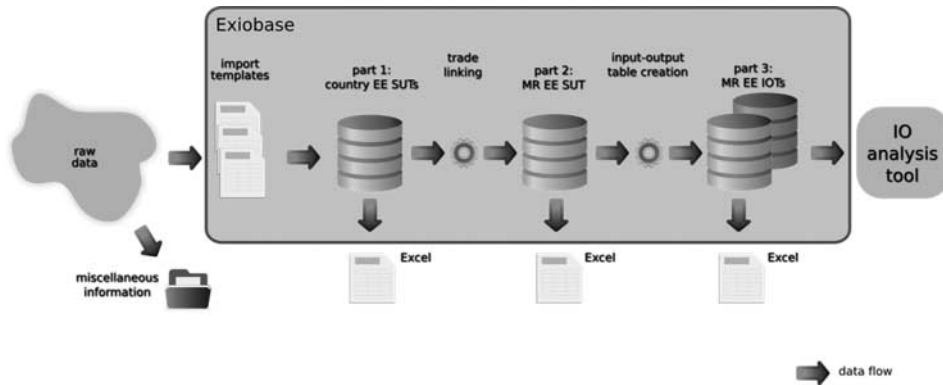 Exiobase
import
templates
part 1:
country EE SUTs
trade
linking
part 2:
MR EE SUT
input-output
table creation
part 3:
MR EE IOTs
raw
data
IO
analysis
tool
miscellaneous
information
Excel
Excel
Excel
data flow